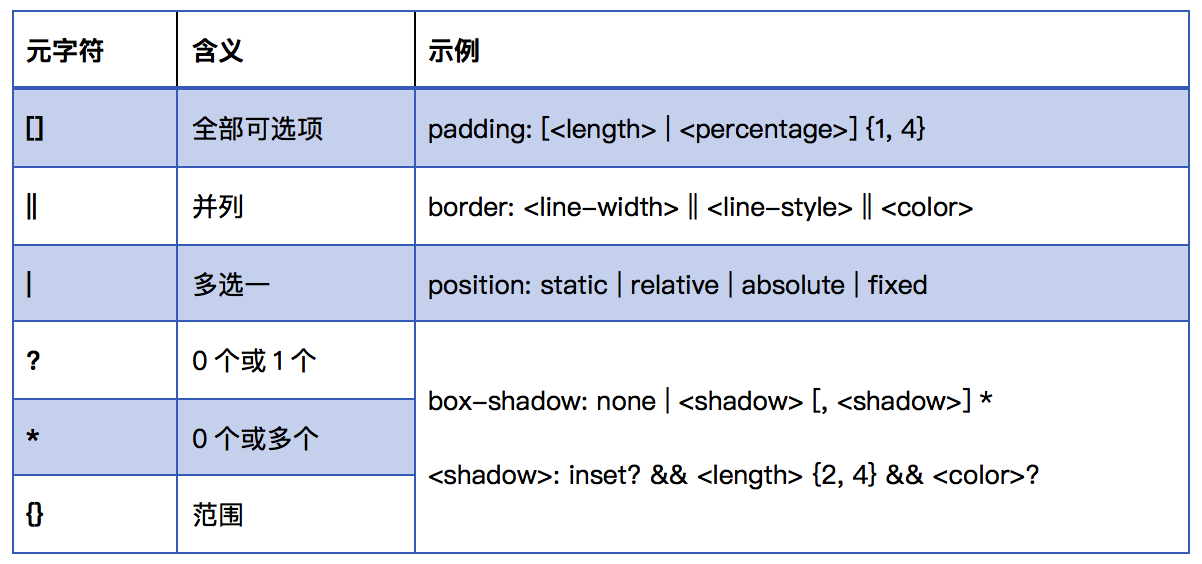 元字符 含义 示例
[] 全部可选项 padding: [<length> | <percentage>] {1, 4}
|| 并列 border: <line-width> || <line-style> || <color>
| 多选一 position: static | relative | absolute | fixed
? 0 个或 1 个
box-shadow: none | <shadow> [, <shadow>] *
* 0 个或多个
<shadow>: inset? && <length> {2, 4} && <color>?
{} 范围